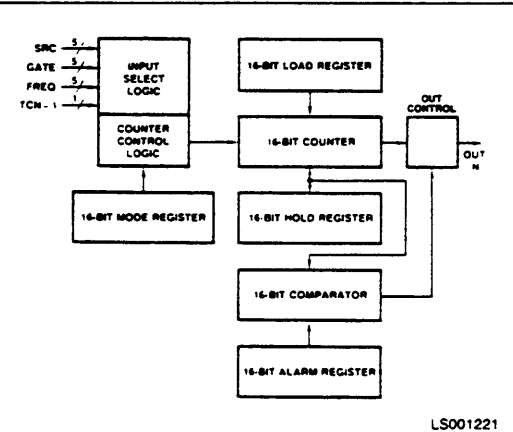 SRC 5
GATE 5
FREQ 5
TCN-1 1
INPUT
SELECT
LOGIC
COUNTER
CONTROL
LOGIC
16-BIT MODE REGISTER
16-BIT LOAD REGISTER
16-BIT COUNTER
16-BIT HOLD REGISTER
16-BIT COMPARATOR
16-BIT ALARM REGISTER
OUT
CONTROL
OUT
N
LS001221